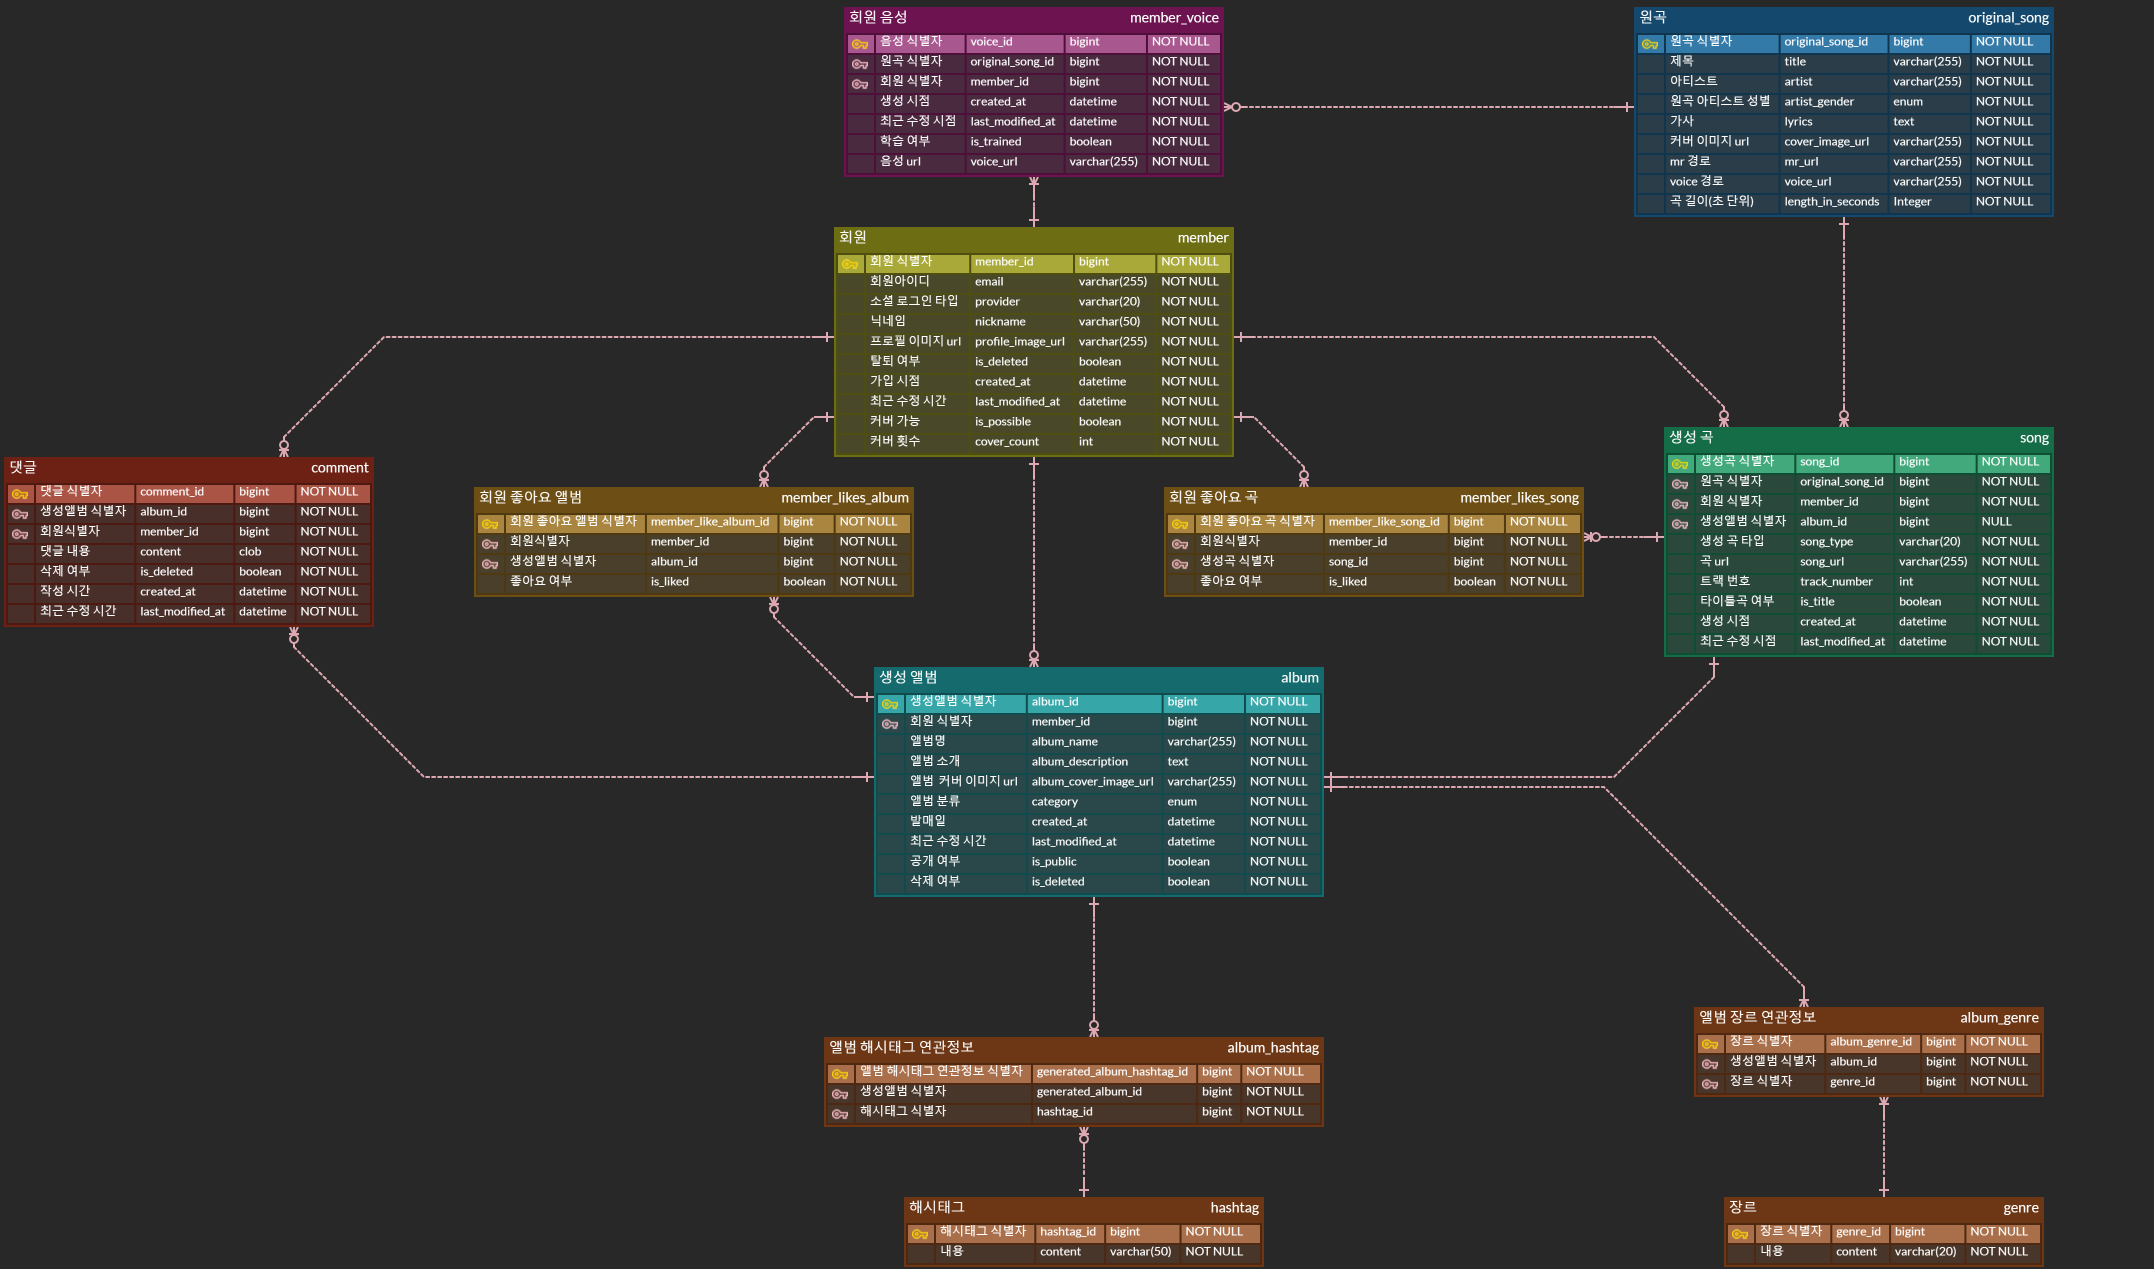 회원 음성 member_voice
음성 식별자 voice_id bigint NOT NULL
원곡 식별자 original_song_id bigint NOT NULL
회원 식별자 member_id bigint NOT NULL
생성 시점 created_at datetime NOT NULL
최근 수정 시점 last_modified_at datetime NOT NULL
학습 여부 is_trained boolean NOT NULL
음성 url voice_url varchar(255) NOT NULL
원곡 original_song
원곡 식별자 original_song_id bigint NOT NULL
제목 title varchar(255) NOT NULL
아티스트 artist varchar(255) NOT NULL
원곡 아티스트 성별 artist_gender enum NOT NULL
가사 lyrics text NOT NULL
커버 이미지 url cover_image_url varchar(255) NOT NULL
mr 경로 mr_url varchar(255) NOT NULL
voice 경로 voice_url varchar(255) NOT NULL
곡 길이(초 단위) length_in_seconds Integer NOT NULL
회원 member
회원 식별자 member_id bigint NOT NULL
회원아이디 email varchar(255) NOT NULL
소셜 로그인 타입 provider varchar(20) NOT NULL
닉네임 nickname varchar(50) NOT NULL
프로필 이미지 url profile_image_url varchar(255) NOT NULL
탈퇴 여부 is_deleted boolean NOT NULL
가입 시점 created_at datetime NOT NULL
최근 수정 시간 last_modified_at datetime NOT NULL
커버 가능 is_possible boolean NOT NULL
커버 횟수 cover_count int NOT NULL
댓글 comment
댓글 식별자 comment_id bigint NOT NULL
생성앨범 식별자 album_id bigint NOT NULL
회원식별자 member_id bigint NOT NULL
댓글 내용 content clob NOT NULL
삭제 여부 is_deleted boolean NOT NULL
작성 시간 created_at datetime NOT NULL
최근 수정 시간 last_modified_at datetime NOT NULL
회원 좋아요 앨범 member_likes_album
회원 좋아요 앨범 식별자 member_like_album_id bigint NOT NULL
회원식별자 member_id bigint NOT NULL
생성앨범 식별자 album_id bigint NOT NULL
좋아요 여부 is_liked boolean NOT NULL
회원 좋아요 곡 member_likes_song
회원 좋아요 곡 식별자 member_like_song_id bigint NOT NULL
회원식별자 member_id bigint NOT NULL
생성곡 식별자 song_id bigint NOT NULL
좋아요 여부 is_liked boolean NOT NULL
생성 곡 song
생성곡 식별자 song_id bigint NOT NULL
원곡 식별자 original_song_id bigint NOT NULL
회원 식별자 member_id bigint NOT NULL
생성앨범 식별자 album_id bigint NULL
생성 곡 타입 song_type varchar(20) NOT NULL
곡 url song_url varchar(255) NOT NULL
트랙 번호 track_number int NOT NULL
타이틀곡 여부 is_title boolean NOT NULL
생성 시점 created_at datetime NOT NULL
최근 수정 시점 last_modified_at datetime NOT NULL
생성 앨범 album
생성앨범 식별자 album_id bigint NOT NULL
회원 식별자 member_id bigint NOT NULL
앨범명 album_name varchar(255) NOT NULL
앨범 소개 album_description text NOT NULL
앨범 커버 이미지 url album_cover_image_url varchar(255) NOT NULL
앨범 분류 category enum NOT NULL
발매일 created_at datetime NOT NULL
최근 수정 시간 last_modified_at datetime NOT NULL
공개 여부 is_public boolean NOT NULL
삭제 여부 is_deleted boolean NOT NULL
앨범 장르 연관정보 album_genre
장르 식별자 album_genre_id bigint NOT NULL
생성앨범 식별자 album_id bigint NOT NULL
장르 식별자 genre_id bigint NOT NULL
앨범 해시태그 연관정보 album_hashtag
앨범 해시태그 연관정보 식별자 generated_album_hashtag_id bigint NOT NULL
생성앨범 식별자 generated_album_id bigint NOT NULL
해시태그 식별자 hashtag_id bigint NOT NULL
해시태그 hashtag
해시태그 식별자 hashtag_id bigint NOT NULL
내용 content varchar(50) NOT NULL
장르 genre
장르 식별자 genre_id bigint NOT NULL
내용 content varchar(20) NOT NULL